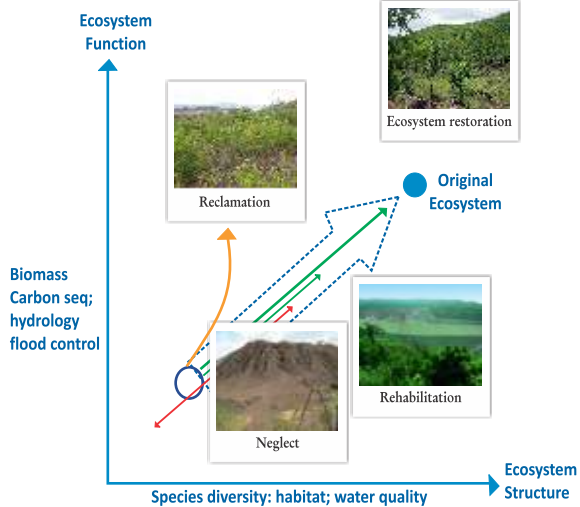 Ecosystem
Function
Ecosystem restoration
Reclamation
Original
Ecosystem
Biomass
Carbon seq;
hydrology
flood control
Rehabilitation
Neglect
Ecosystem
Structure
Species diversity: habitat; water quality